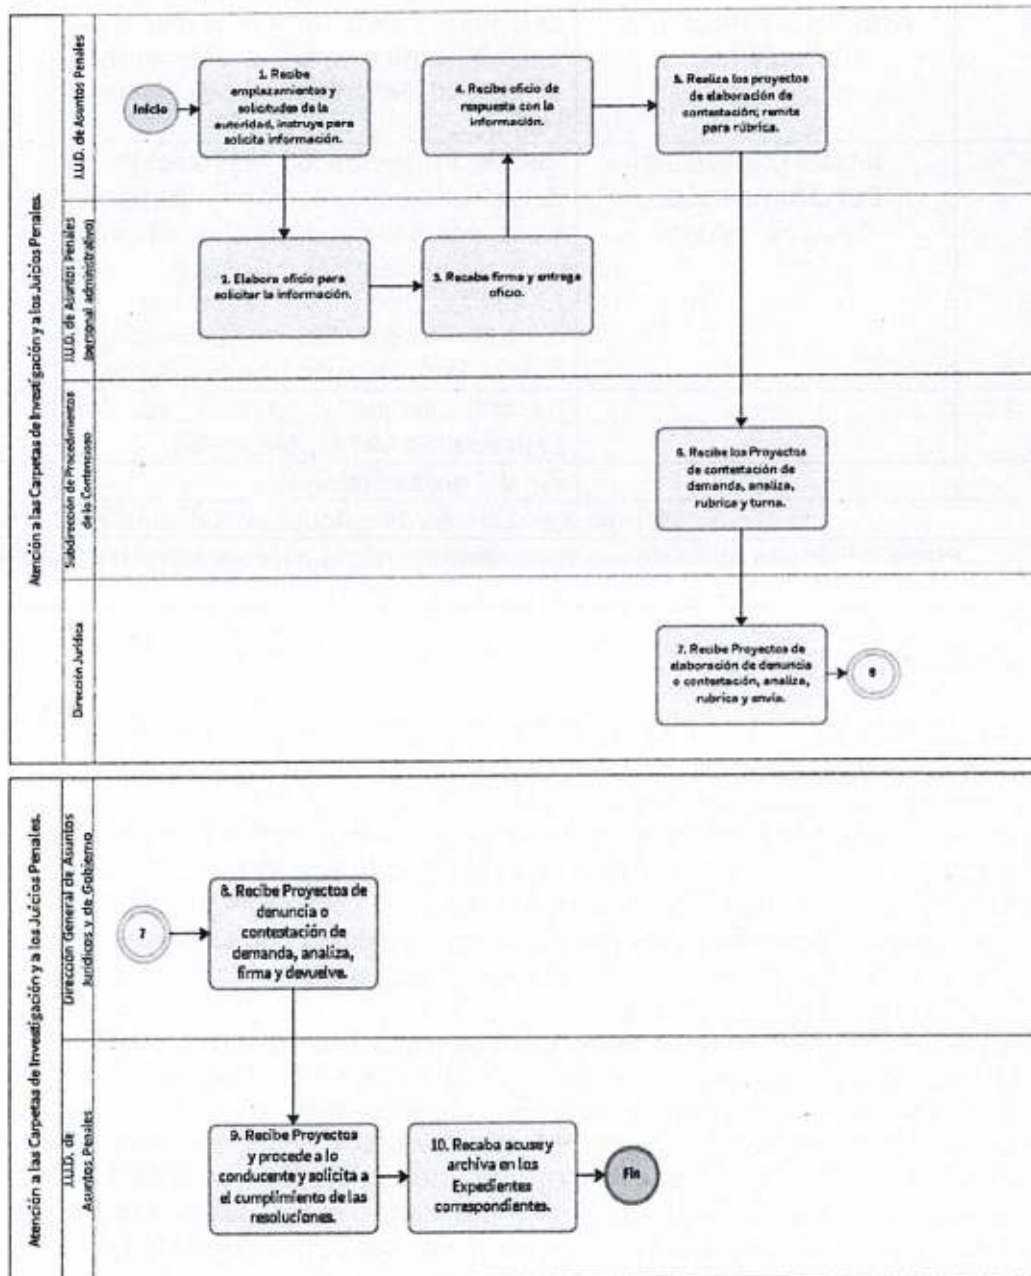 Atención a las Carpetas de Investigación y a los Juicios Penales.
J.U.D. de Asuntos Penales
Inicio
1. Recibe
emplazamientos y
solicitudes de la
autoridad, instruye para
solicita información.
4. Recibe oficio de
respuesta con la
información.
5. Realiza los proyectos
de elaboración de
contestación; remite
para rúbrica.
J.U.D. de Asuntos Penales
(personal administrativo)
2. Elabora oficio para
solicitar la información.
3. Recaba firma y entrega
oficio.
Subdirección de Procedimientos
de lo Contencioso
6. Recibe los Proyectos
de contestación de
demanda, analiza,
rubrica y turna.
Dirección Jurídica
7. Recibe Proyectos de
elaboración de denuncia
o contestación, analiza,
rubrica y envía.
8
Atención a las Carpetas de Investigación y a los Juicios Penales.
Dirección General de Asuntos
Jurídicos y de Gobierno
7
8. Recibe Proyectos de
denuncia o
contestación de
demanda, analiza,
firma y devuelve.
J.U.D. de
Asuntos Penales
9. Recibe Proyectos
y procede a lo
conducente y solicita a
el cumplimiento de las
resoluciones.
10. Recaba acuse y
archiva en los
Expedientes
correspondientes.
Fin